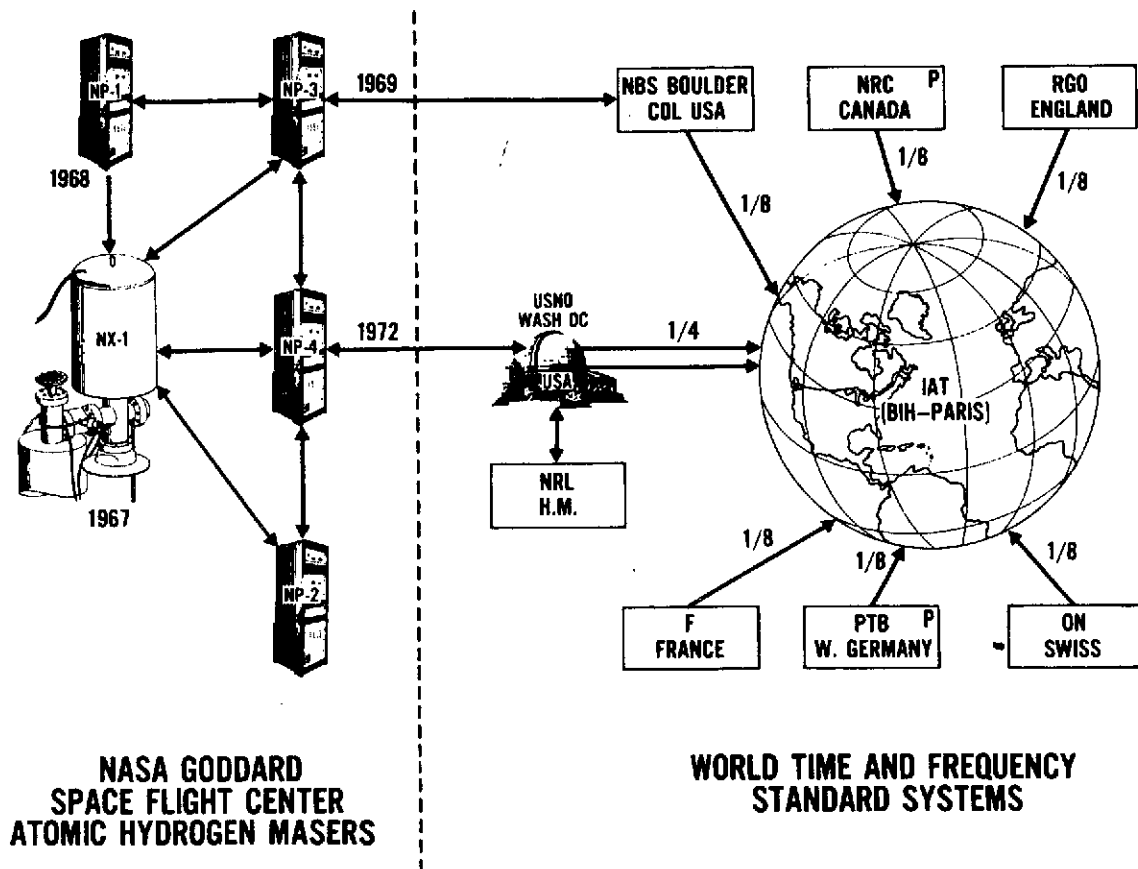 NP-1
NP-3
1969
NBS BOULDER
COL USA
NRC P
CANADA
RGO
ENGLAND
1968
1/8
1/8
1/8
NX-1
NP-4
1972
USNO
WASH DC
USA
1/4
IAT
(BIH-PARIS)
NRL
H.M.
1967
NP-2
1/8
1/8
1/8
F
FRANCE
PTB P
W. GERMANY
ON
SWISS
NASA GODDARD
SPACE FLIGHT CENTER
ATOMIC HYDROGEN MASERS
WORLD TIME AND FREQUENCY
STANDARD SYSTEMS